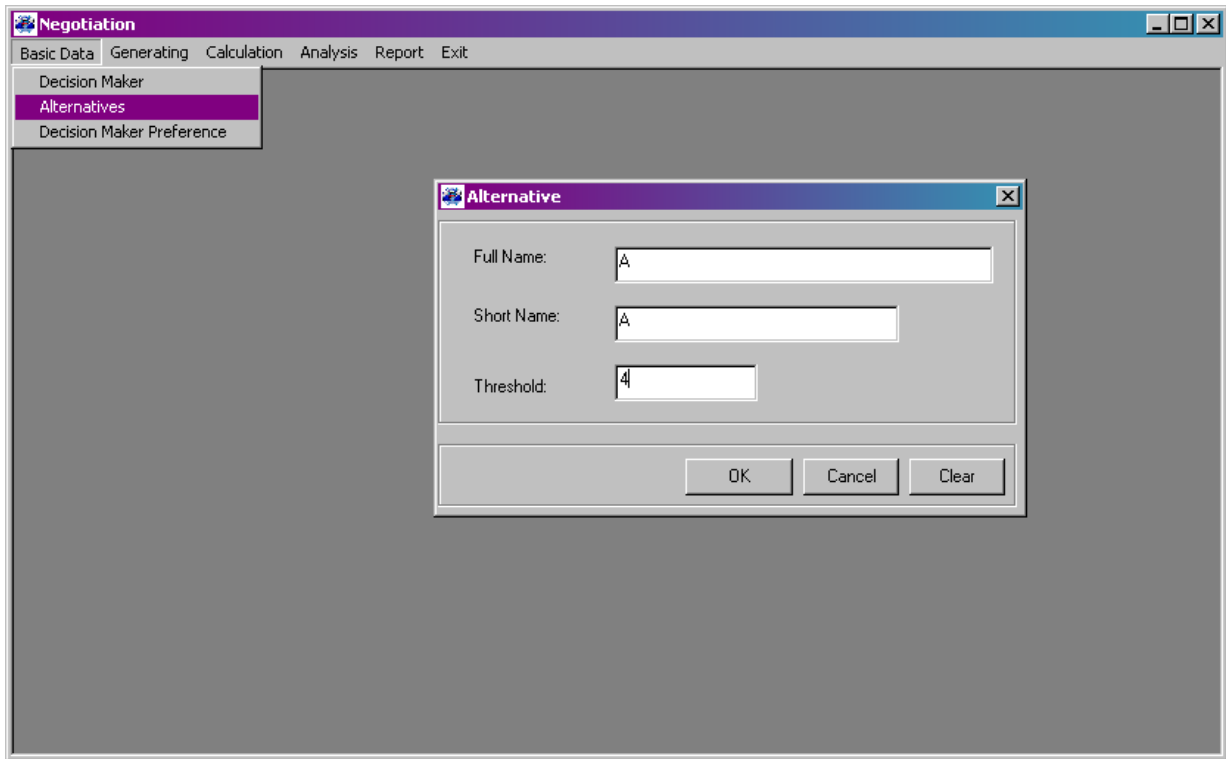 Negotiation
Basic Data Generating Calculation Analysis Report Exit
Decision Maker
Alternatives
Decision Maker Preference
Alternative
Full Name: A
Short Name: A
Threshold: 4
OK Cancel Clear